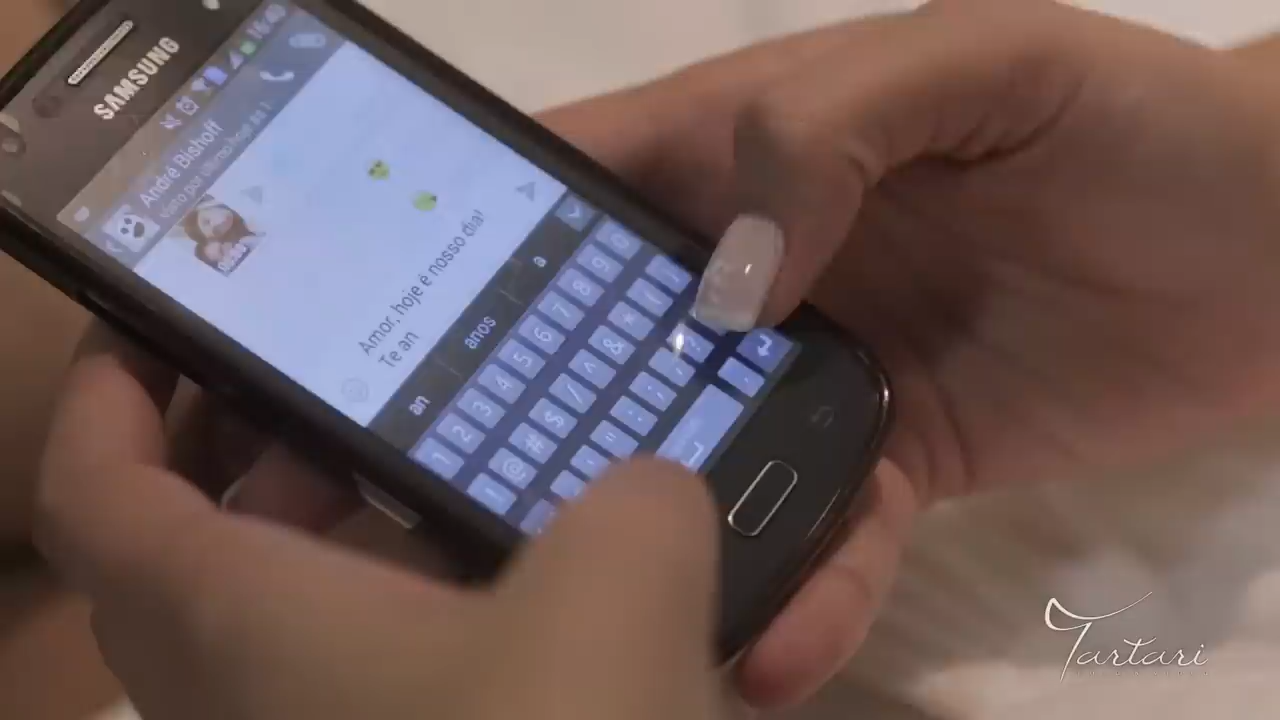 SAMSUNG
André Bishoff
Amor, hoje é nosso dia!
Te an
an
anos
a
1 2 3 4 5 6 7 8 9 0
! @ # $ / ^ & * ( )
Tartari